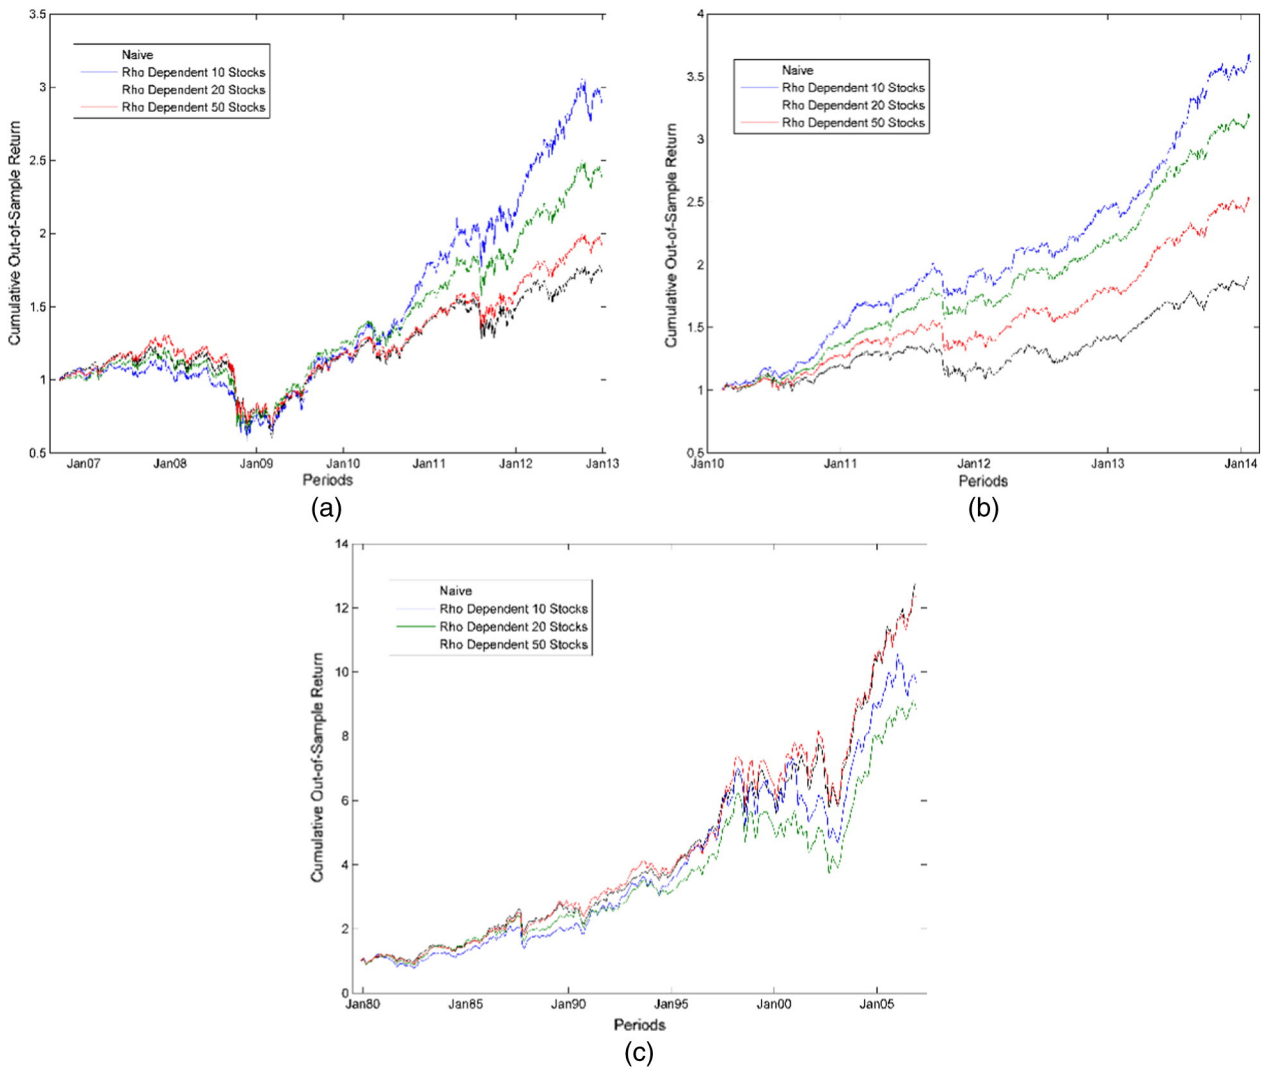 3.5
3
2.5
2
1.5
1
0.5
Cumulative Out-of-Sample Return
Naive
Rho Dependent 10 Stocks
Rho Dependent 20 Stocks
Rho Dependent 50 Stocks
Jan07
Jan08
Jan09
Jan10
Jan11
Jan12
Jan13
Periods
(a)
4
3.5
3
2.5
2
1.5
1
0.5
Cumulative Out-of-Sample Return
Naive
Rho Dependent 10 Stocks
Rho Dependent 20 Stocks
Rho Dependent 50 Stocks
Jan10
Jan11
Jan12
Jan13
Jan14
Periods
(b)
14
12
10
8
6
4
2
0
Cumulative Out-of-Sample Return
Naive
Rho Dependent 10 Stocks
Rho Dependent 20 Stocks
Rho Dependent 50 Stocks
Jan80
Jan85
Jan90
Jan95
Jan00
Jan05
Periods
(c)